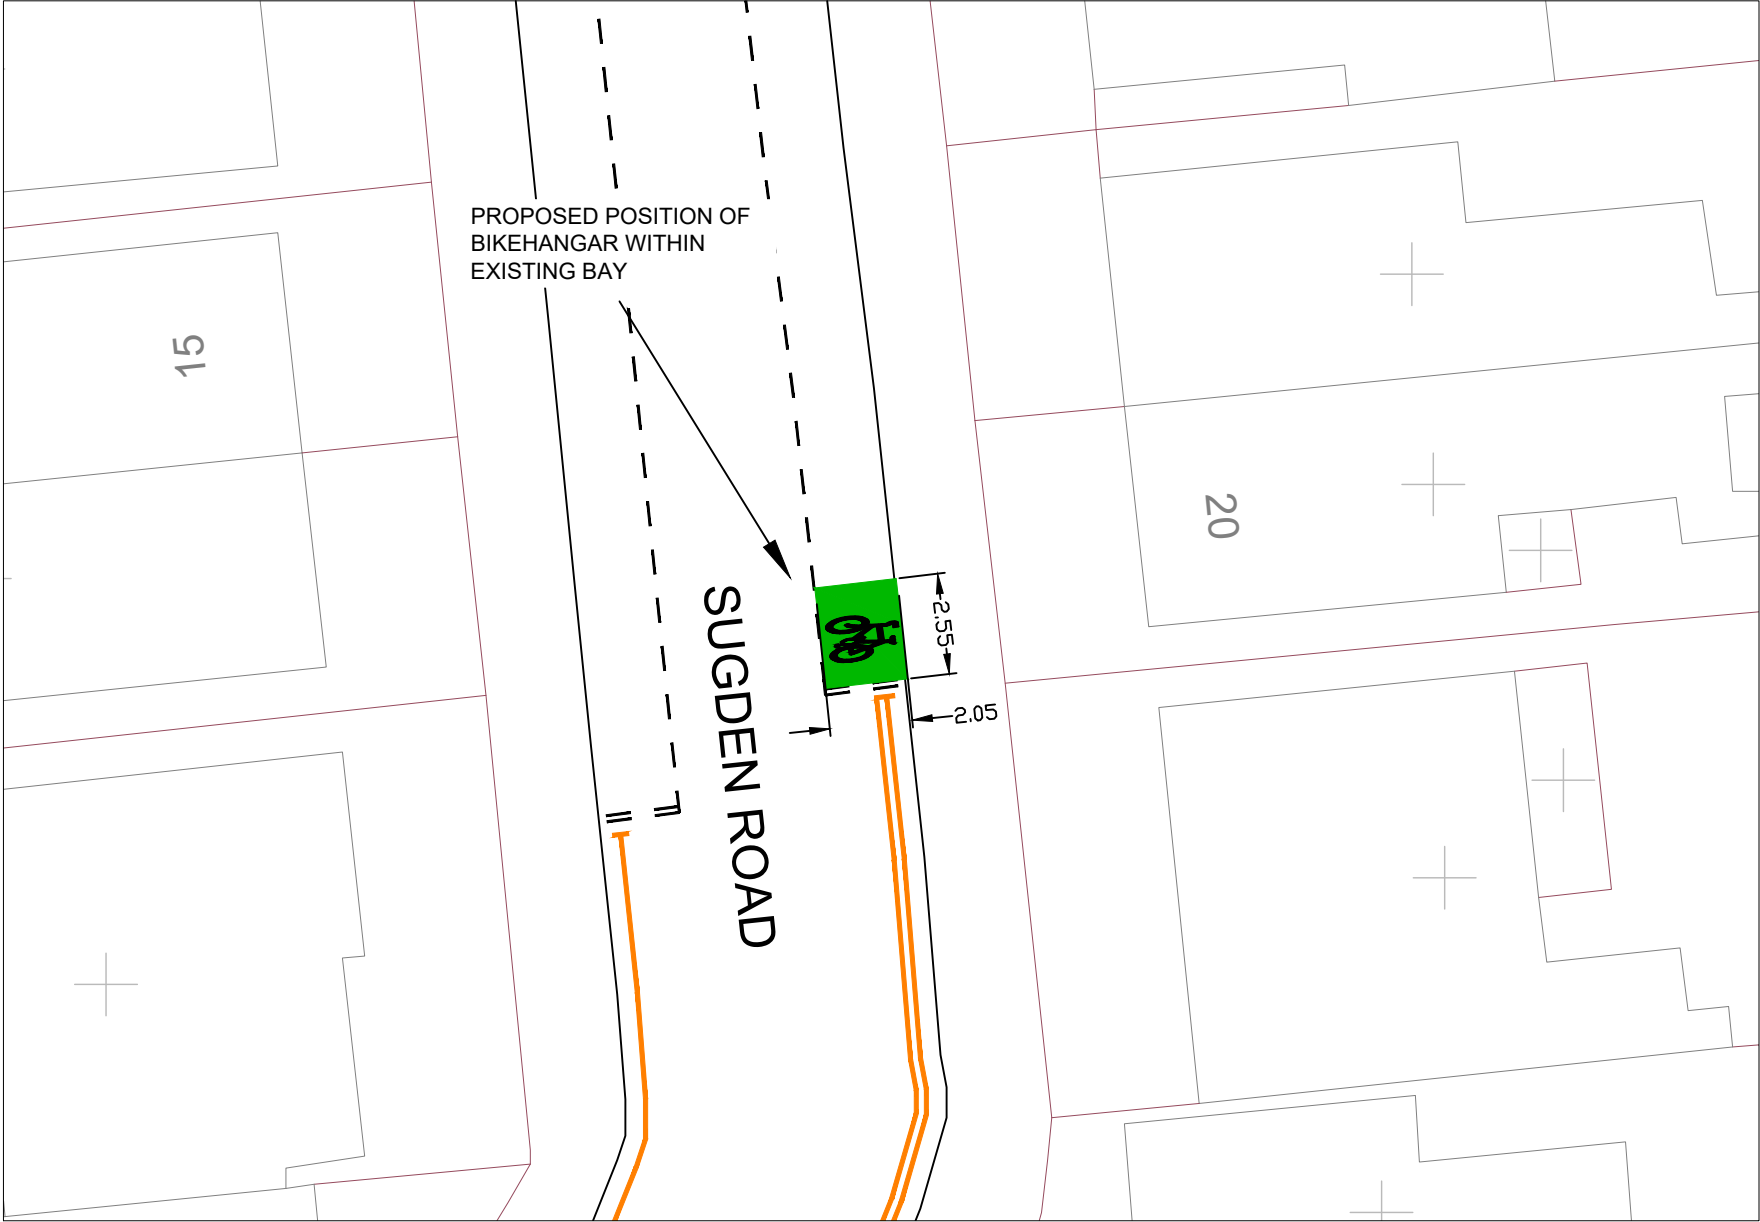 PROPOSED POSITION OF
BIKEHANGAR WITHIN
EXISTING BAY
15
20
SUGDEN ROAD
2.55
2.05